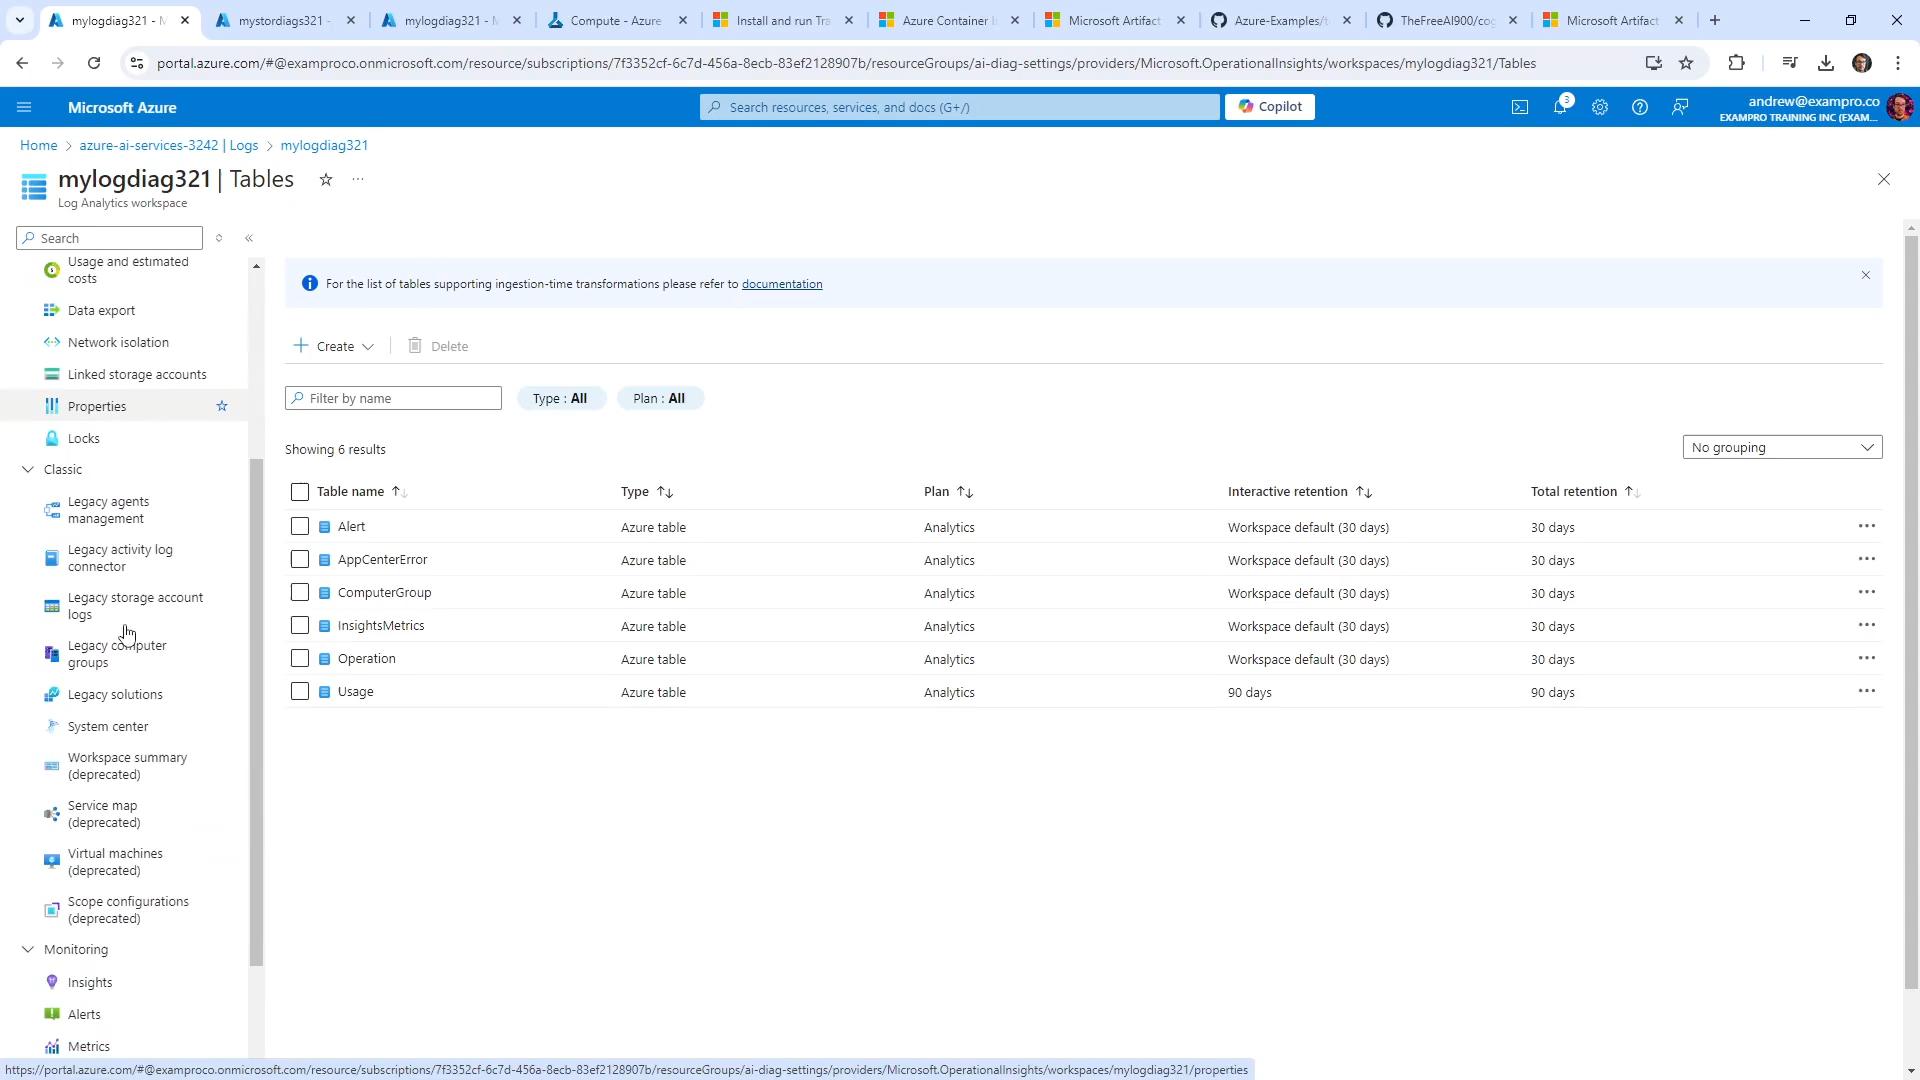 mylogdiag321 - M
mystordiags321 -
mylogdiag321 - M
Compute - Azure
Install and run Tra
Azure Container I
Microsoft Artifact
Azure-Examples/t
TheFreeAI900/cog
Microsoft Artifact
portal.azure.com/#@examproco.onmicrosoft.com/resource/subscriptions/7f3352cf-6c7d-456a-8ecb-83ef2128907b/resourceGroups/ai-diag-settings/providers/Microsoft.OperationalInsights/workspaces/mylogdiag321/Tables
Microsoft Azure
Search resources, services, and docs (G+/)
Copilot
3
andrew@exampro.co
EXAMPRO TRAINING INC (EXAM...
Home > azure-ai-services-3242 | Logs > mylogdiag321
mylogdiag321 | Tables
Log Analytics workspace
Search
Usage and estimated
costs
Data export
Network isolation
Linked storage accounts
Properties
Locks
Classic
Legacy agents
management
Legacy activity log
connector
Legacy storage account
logs
Legacy computer
groups
Legacy solutions
System center
Workspace summary
(deprecated)
Service map
(deprecated)
Virtual machines
(deprecated)
Scope configurations
(deprecated)
Monitoring
Insights
Alerts
Metrics
For the list of tables supporting ingestion-time transformations please refer to documentation
Create
Delete
Filter by name
Type : All
Plan : All
Showing 6 results
No grouping
Table name Type Plan Interactive retention Total retention
Alert Azure table Analytics Workspace default (30 days) 30 days
AppCenterError Azure table Analytics Workspace default (30 days) 30 days
ComputerGroup Azure table Analytics Workspace default (30 days) 30 days
InsightsMetrics Azure table Analytics Workspace default (30 days) 30 days
Operation Azure table Analytics Workspace default (30 days) 30 days
Usage Azure table Analytics 90 days 90 days
https://portal.azure.com/#@examproco.onmicrosoft.com/resource/subscriptions/7f3352cf-6c7d-456a-8ecb-83ef2128907b/resourceGroups/ai-diag-settings/providers/Microsoft.OperationalInsights/workspaces/mylogdiag321/properties